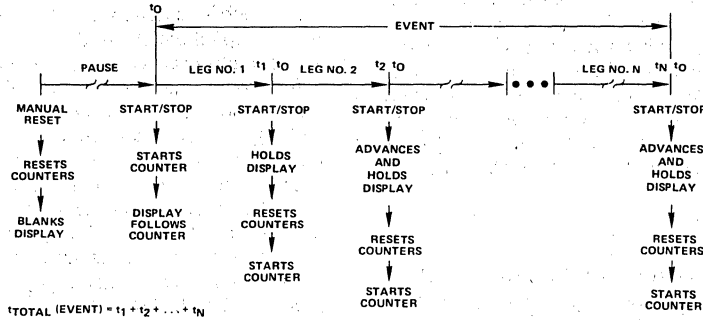 t0
EVENT
PAUSE
LEG NO. 1
t1 t0
LEG NO. 2
t2 t0
LEG NO. N
tN t0
MANUAL
RESET
RESETS
COUNTERS
BLANKS
DISPLAY
START/STOP
STARTS
COUNTER
DISPLAY
FOLLOWS
COUNTER
START/STOP
HOLDS
DISPLAY
RESETS
COUNTERS
STARTS
COUNTER
START/STOP
ADVANCES
AND
HOLDS
DISPLAY
RESETS
COUNTERS
STARTS
COUNTER
START/STOP
ADVANCES
AND
HOLDS
DISPLAY
RESETS
COUNTERS
STARTS
COUNTER
tTOTAL (EVENT) = t1 + t2 + ... + tN